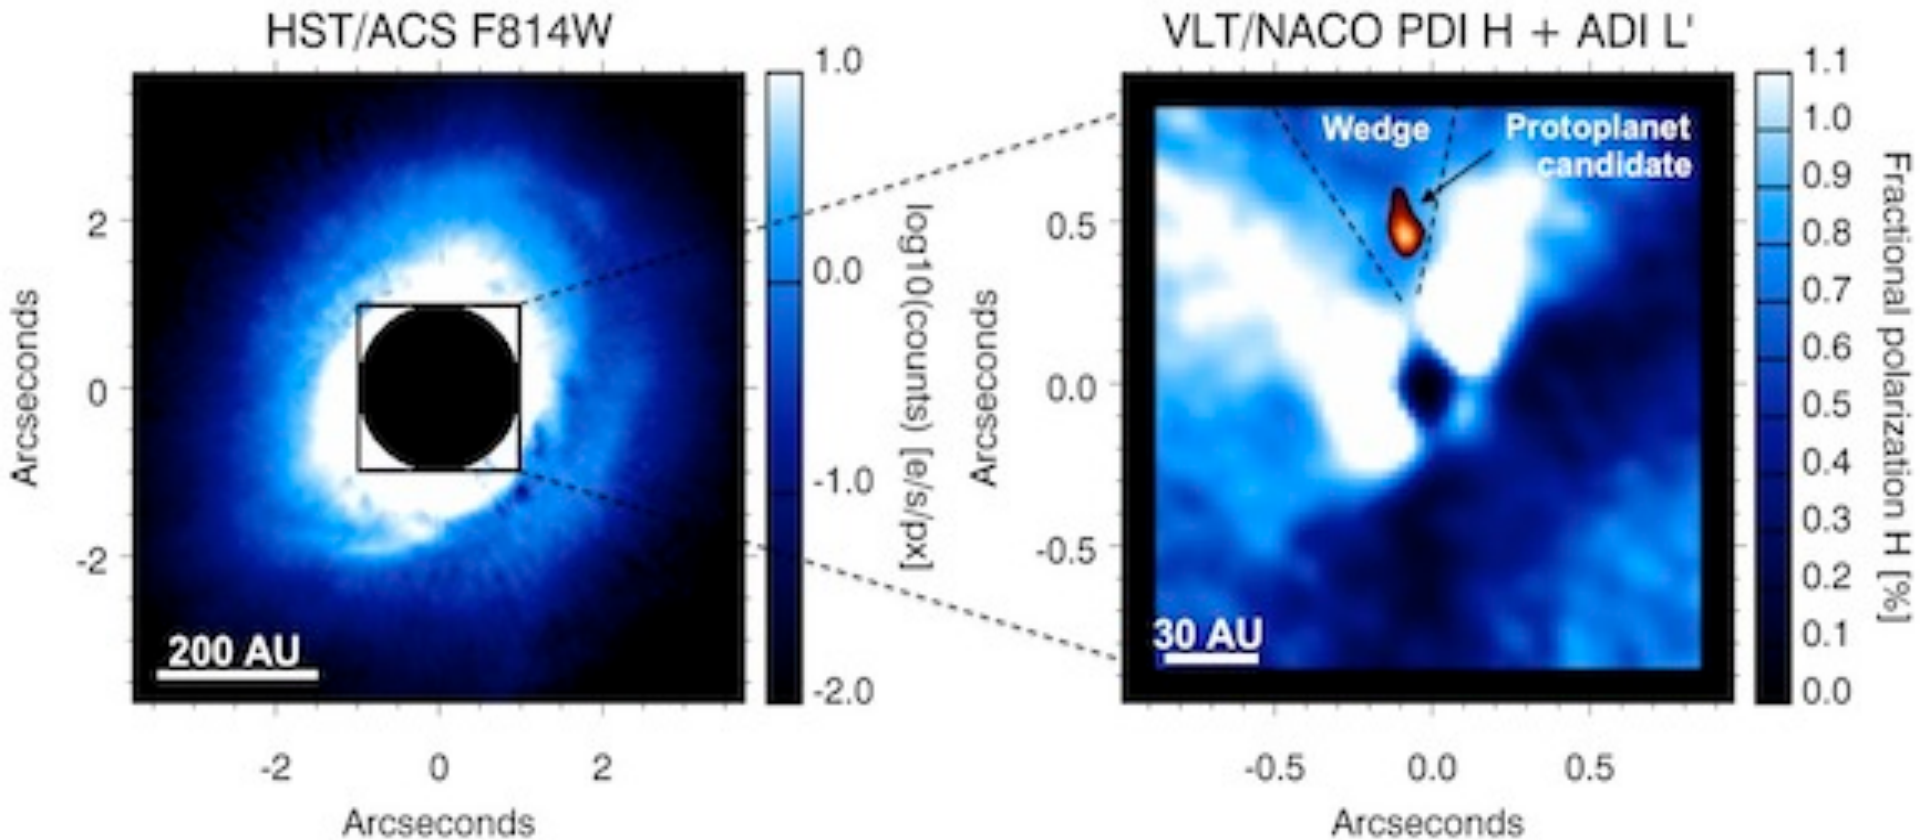 HST/ACS F814W
Arcseconds
2
0
-2
200 AU
-2
0
2
Arcseconds
1.0
0.0
-1.0
-2.0
log10(counts) [e/s/px]
VLT/NACO PDI H + ADI L'
Arcseconds
0.5
0.0
-0.5
Wedge
Protoplanet
candidate
30 AU
-0.5
0.0
0.5
Arcseconds
1.1
1.0
0.9
0.8
0.7
0.6
0.5
0.4
0.3
0.2
0.1
0.0
Fractional polarization H [%]